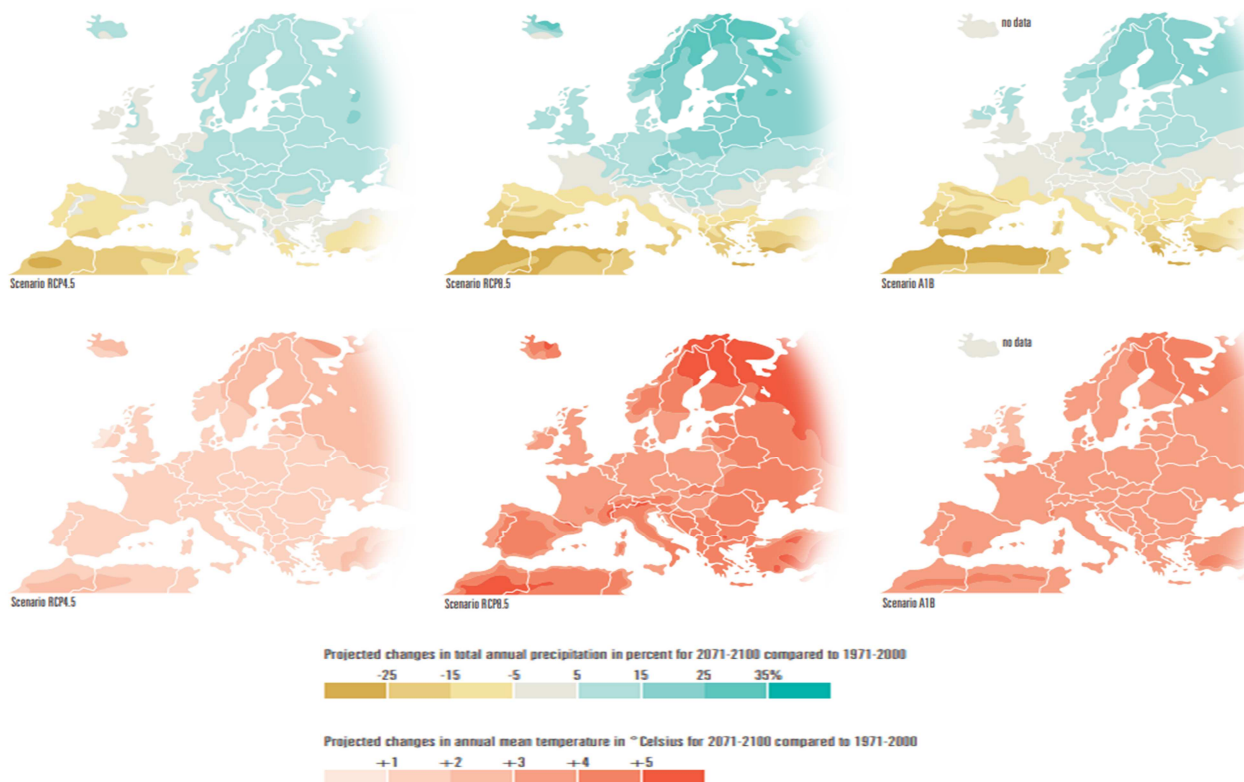 no data
Scenario RCP4.5
Scenario RCP8.5
Scenario A1B
no data
Scenario RCP4.5
Scenario RCP8.5
Scenario A1B
Projected changes in total annual precipitation in percent for 2071-2100 compared to 1971-2000
-25 -15 -5 5 15 25 35%
Projected changes in annual mean temperature in °Celsius for 2071-2100 compared to 1971-2000
+1 +2 +3 +4 +5